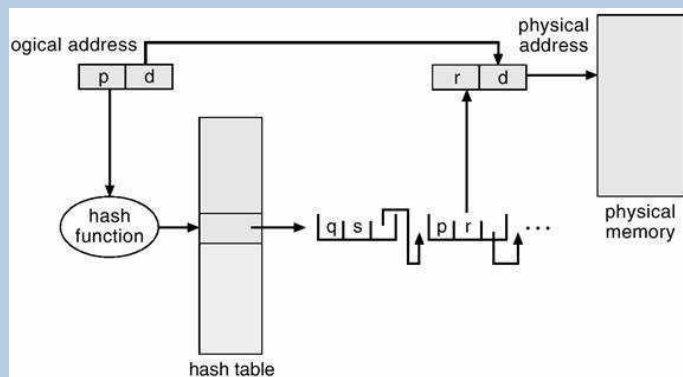 ogical address
physical
address
p d
r d
hash
function
q s
p r
...
physical
memory
hash table